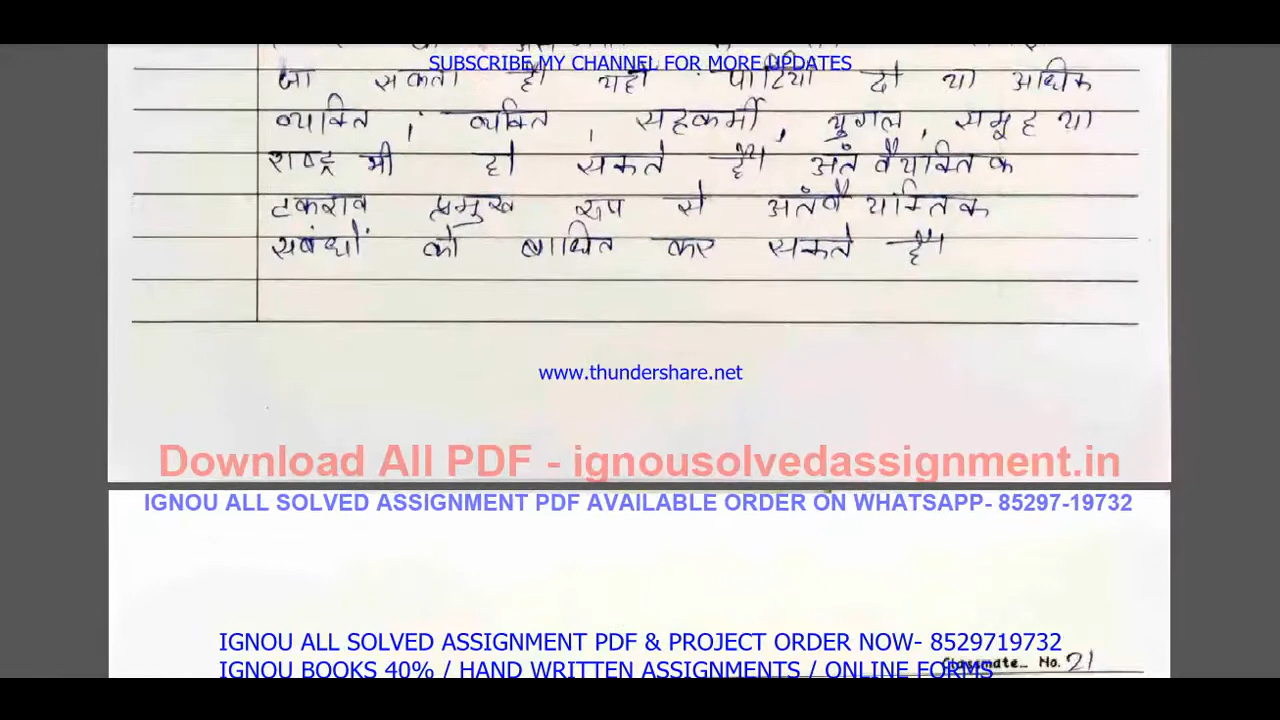 SUBSCRIBE MY CHANNEL FOR MORE UPDATES
जा सकता है। यहां पार्टियां दो या अधिक
व्यक्ति, व्यक्ति, सहकर्मी, युगल, समूह या
राष्ट्र भी हो सकते हैं। अंत वैयक्ति क
टकराव प्रमुख रूप से अतंवै यक्ति क
सबंधों को बाधित कर सकते हैं।
www.thundershare.net
Download All PDF - ignousolvedassignment.in
IGNOU ALL SOLVED ASSIGNMENT PDF AVAILABLE ORDER ON WHATSAPP- 85297-19732
IGNOU ALL SOLVED ASSIGNMENT PDF & PROJECT ORDER NOW- 8529719732
IGNOU BOOKS 40% / HAND WRITTEN ASSIGNMENTS / ONLINE FORMS
Classmate No. 21